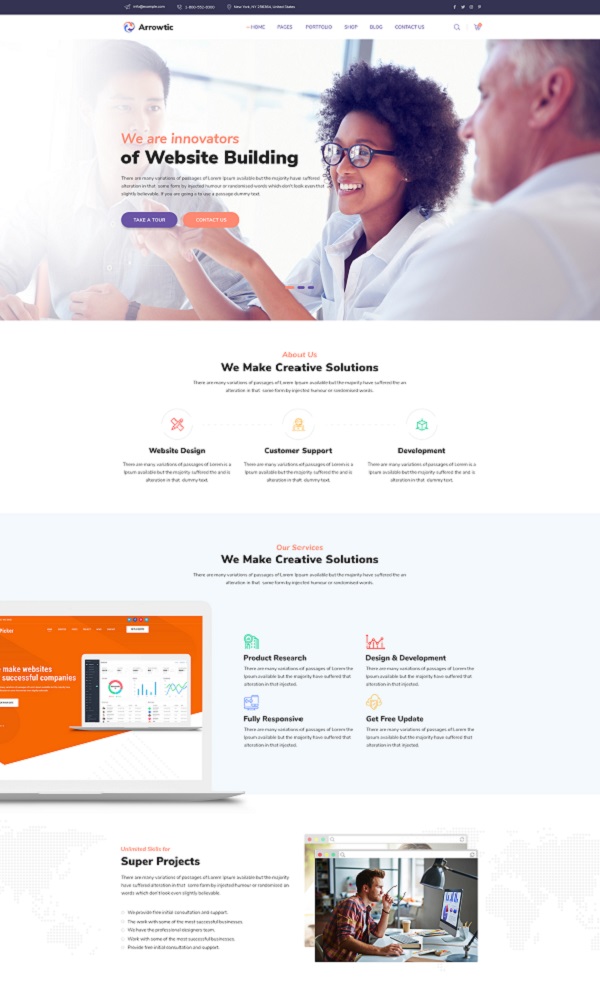 info@example.com 1-800-552-8390 New York, NY 258934, United States
Arrowtic HOME PAGES PORTFOLIO SHOP BLOG CONTACT US
We are innovators
of Website Building
There are many variations of passages of Lorem Ipsum available but the majority have suffered
alteration in that some form by injected humour or randomised words which don't look even that
slightly believable. If you are going to use a passage dummy text.
TAKE A TOUR CONTACT US
About Us
We Make Creative Solutions
There are many variations of passages of Lorem Ipsum available but the majority have suffered the an
alteration in that some form by injected humour or randomised words.
Website Design Customer Support Development
There are many variations of passages of Lorem is a There are many variations of passages of Lorem is a There are many variations of passages of Lorem is a
Ipsum available but the majority suffered the and is Ipsum available but the majority suffered the and is Ipsum available but the majority suffered the and is
alteration in that dummy text. alteration in that dummy text. alteration in that dummy text.
Our Services
We Make Creative Solutions
There are many variations of passages of Lorem Ipsum available but the majority have suffered the an
alteration in that some form by injected humour or randomised words.
make websites
successful companies
Product Research Design & Development
There are many variations of passages of Lorem the There are many variations of passages of Lorem the
Ipsum available but the majority have suffered that Ipsum available but the majority have suffered that
alteration in that injected. alteration in that injected.
Fully Responsive Get Free Update
There are many variations of passages of Lorem the There are many variations of passages of Lorem the
Ipsum available but the majority have suffered that Ipsum available but the majority have suffered that
alteration in that injected. alteration in that injected.
Unlimited Skills for
Super Projects
There are many variations of passages of Lorem Ipsum available but the majority
have suffered alteration in that some form by injected humour or randomised an
words which don't look even slightly believable.
We provide free initial consultation and support.
The work with some of the most successful businesses.
We have the professional designers team.
Work with some of the most successful businesses.
Provide free initial consultation and support